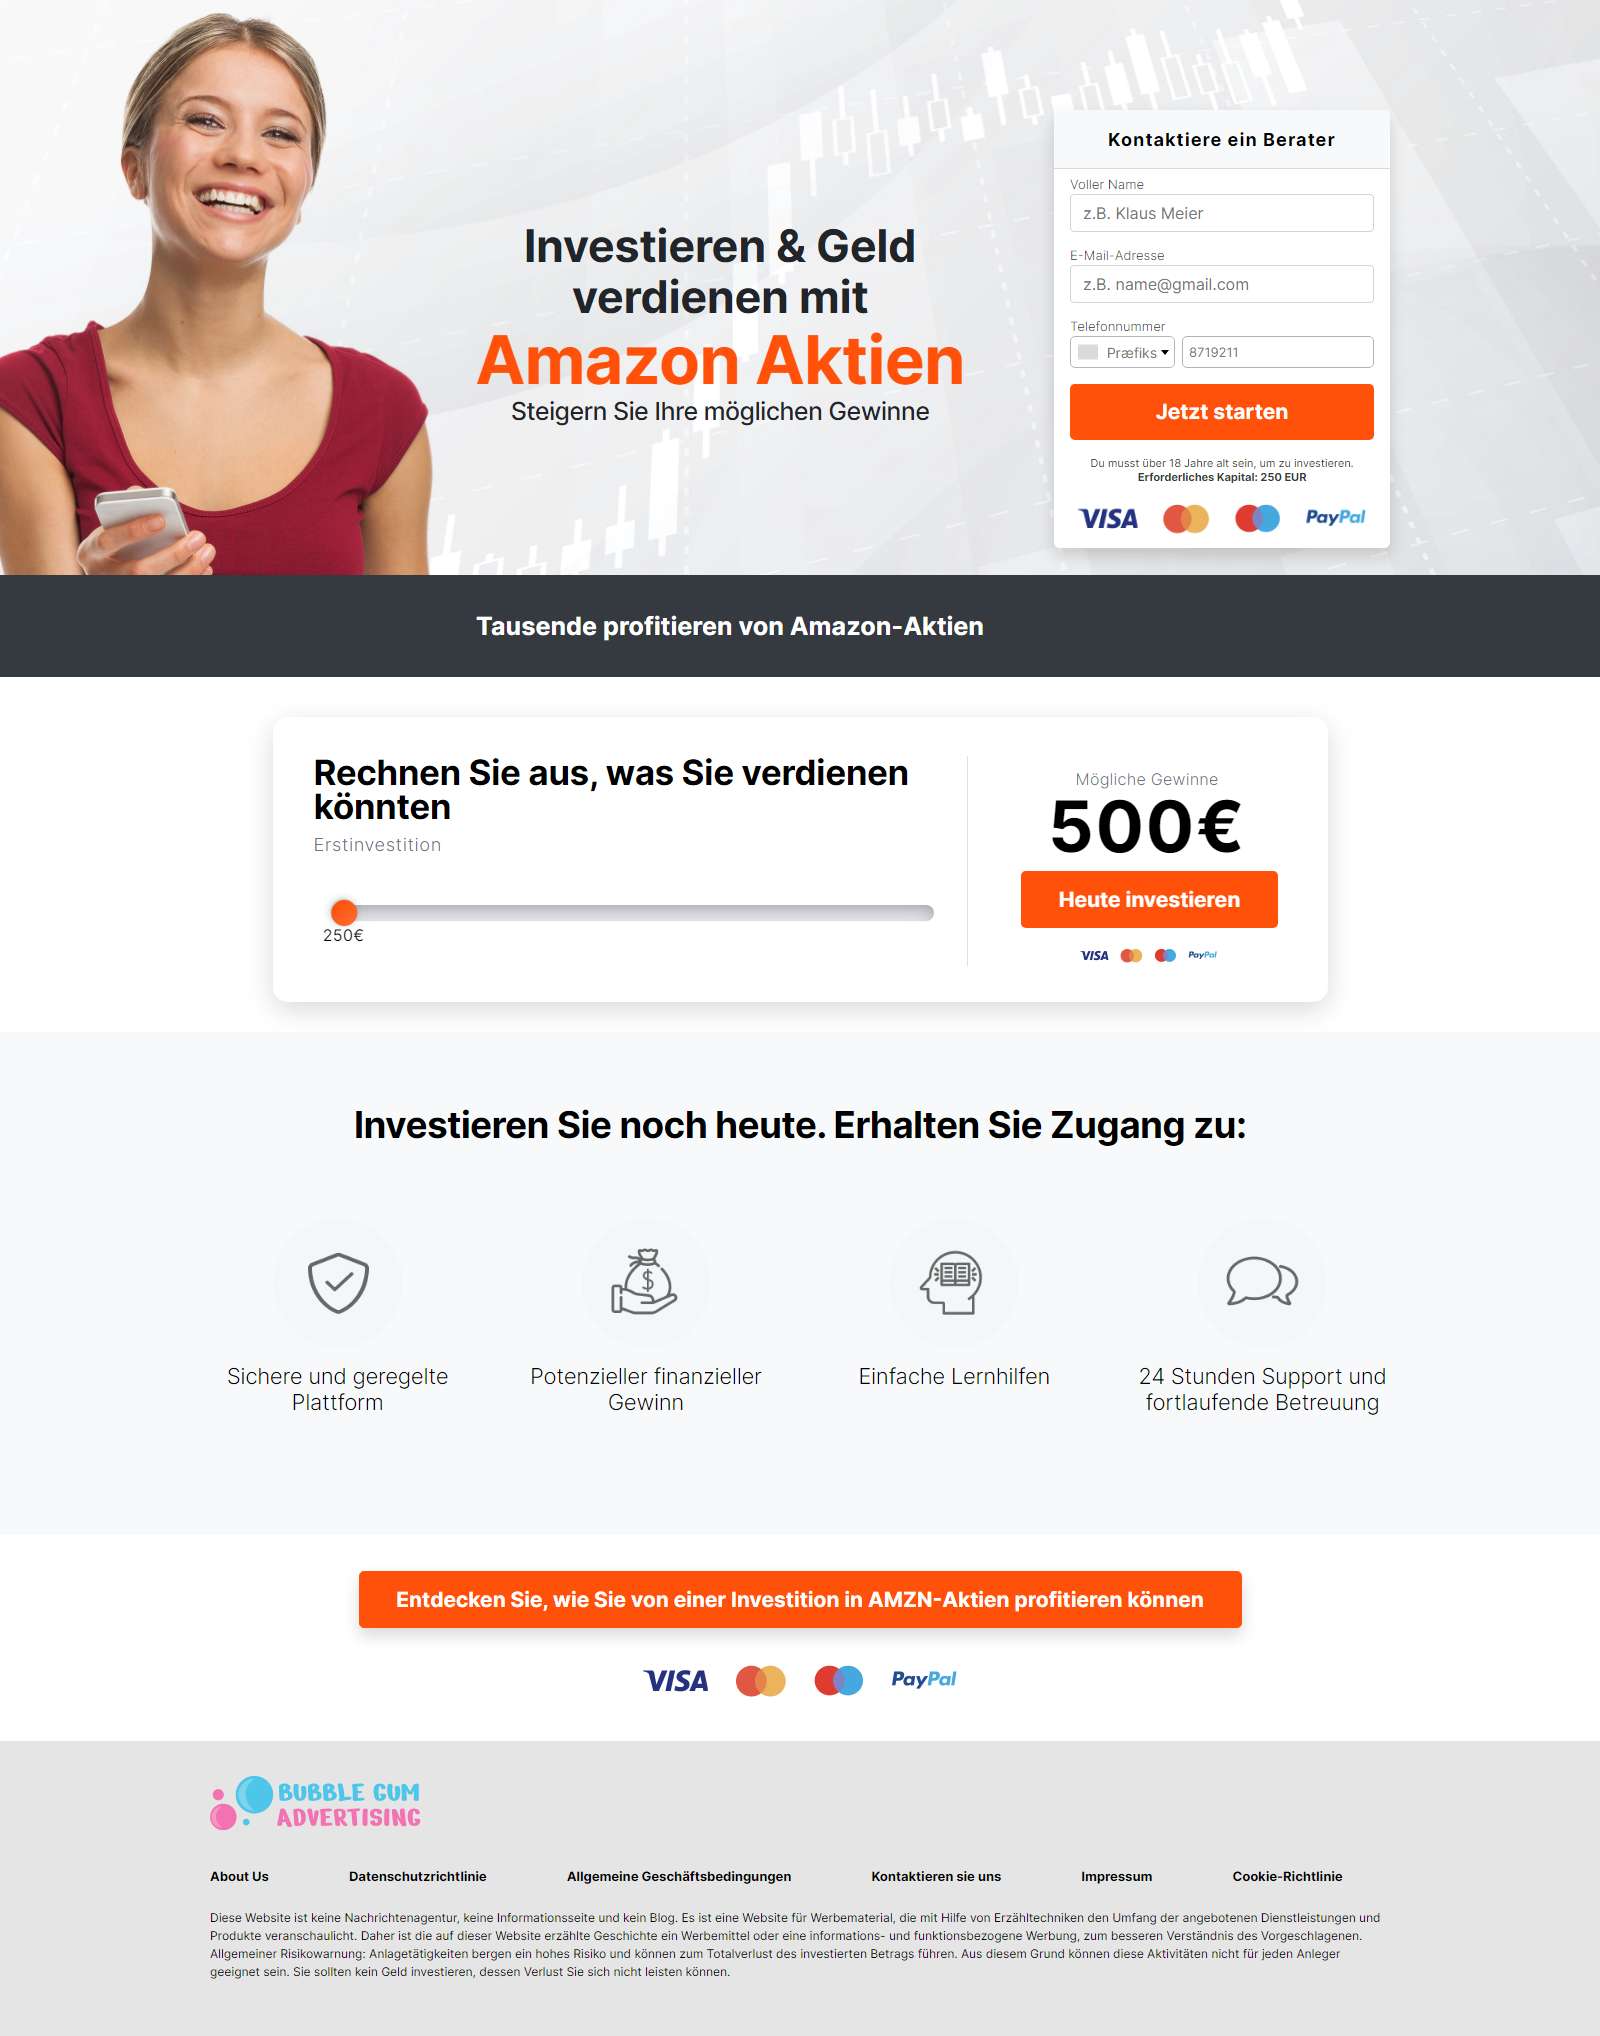 Investieren & Geld
verdienen mit
Amazon Aktien
Steigern Sie Ihre möglichen Gewinne
Kontaktiere ein Berater
Voller Name
z.B. Klaus Meier
E-Mail-Adresse
z.B. name@gmail.com
Telefonnummer
Præfiks 8719211
Jetzt starten
Du musst über 18 Jahre alt sein, um zu investieren.
Erforderliches Kapital: 250 EUR
VISA PayPal
Tausende profitieren von Amazon-Aktien
Rechnen Sie aus, was Sie verdienen
könnten
Erstinvestition
250€
Mögliche Gewinne
500€
Heute investieren
VISA PayPal
Investieren Sie noch heute. Erhalten Sie Zugang zu:
Sichere und geregelte
Plattform
Potenzieller finanzieller
Gewinn
Einfache Lernhilfen
24 Stunden Support und
fortlaufende Betreuung
Entdecken Sie, wie Sie von einer Investition in AMZN-Aktien profitieren können
VISA PayPal
BUBBLE GUM
ADVERTISING
About Us Datenschutzrichtlinie Allgemeine Geschäftsbedingungen Kontaktieren sie uns Impressum Cookie-Richtlinie
Diese Website ist keine Nachrichtenagentur, keine Informationsseite und kein Blog. Es ist eine Website für Werbematerial, die mit Hilfe von Erzähltechniken den Umfang der angebotenen Dienstleistungen und
Produkte veranschaulicht. Daher ist die auf dieser Website erzählte Geschichte ein Werbemittel oder eine informations- und funktionsbezogene Werbung, zum besseren Verständnis des Vorgeschlagenen.
Allgemeiner Risikowarnung: Anlagetätigkeiten bergen ein hohes Risiko und können zum Totalverlust des investierten Betrags führen. Aus diesem Grund können diese Aktivitäten nicht für jeden Anleger
geeignet sein. Sie sollten kein Geld investieren, dessen Verlust Sie sich nicht leisten können.